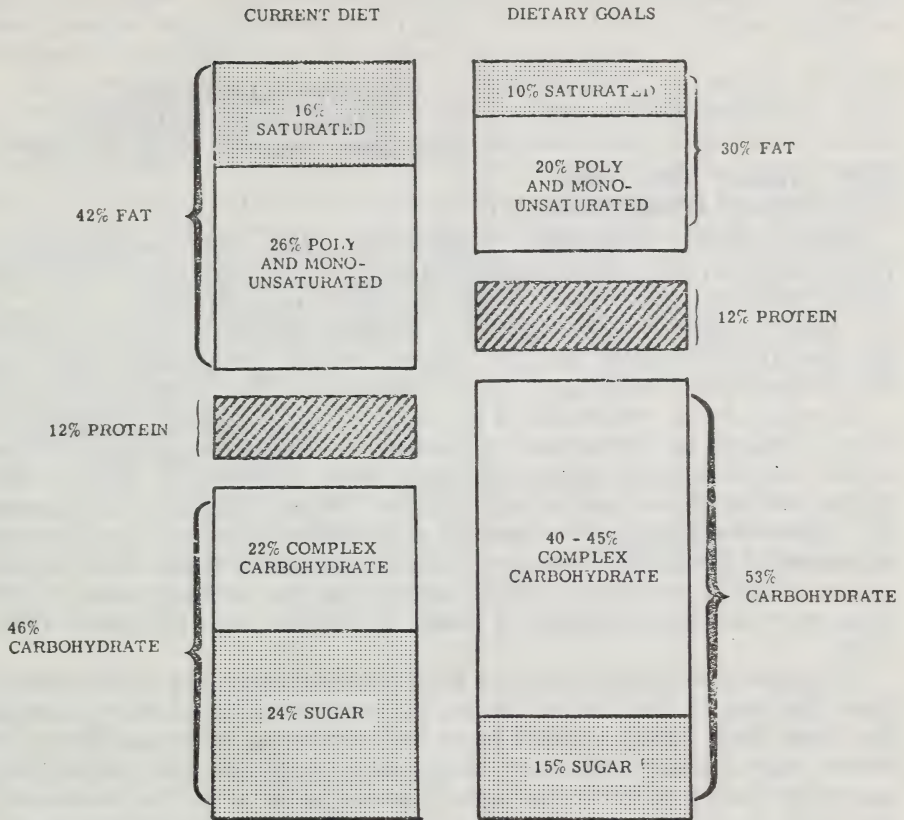 CURRENT DIET
DIETARY GOALS
16%
SATURATED
42% FAT
26% POLY
AND MONO-
UNSATURATED
12% PROTEIN
22% COMPLEX
CARBOHYDRATE
46%
CARBOHYDRATE
24% SUGAR
10% SATURATED
30% FAT
20% POLY
AND MONO-
UNSATURATED
12% PROTEIN
40 - 45%
COMPLEX
CARBOHYDRATE
53%
CARBOHYDRATE
15% SUGAR